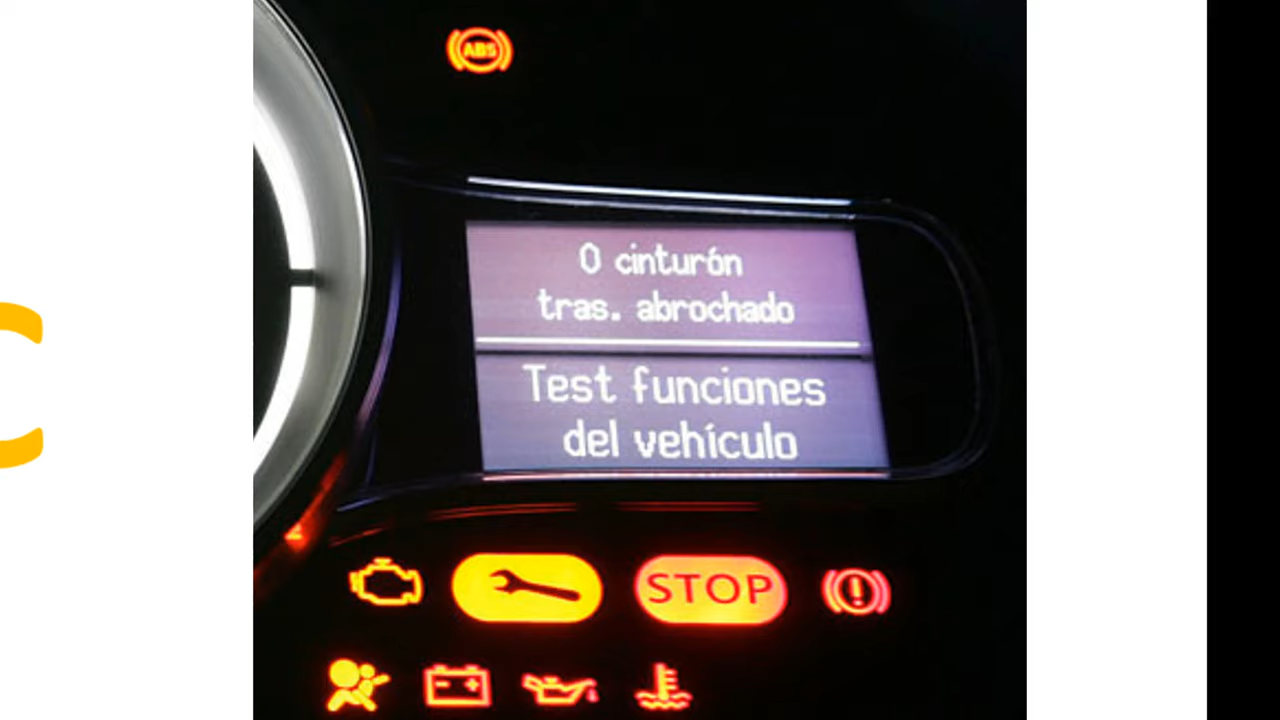 ABS
0 cinturón
tras. abrochado
Test funciones
del vehículo
STOP